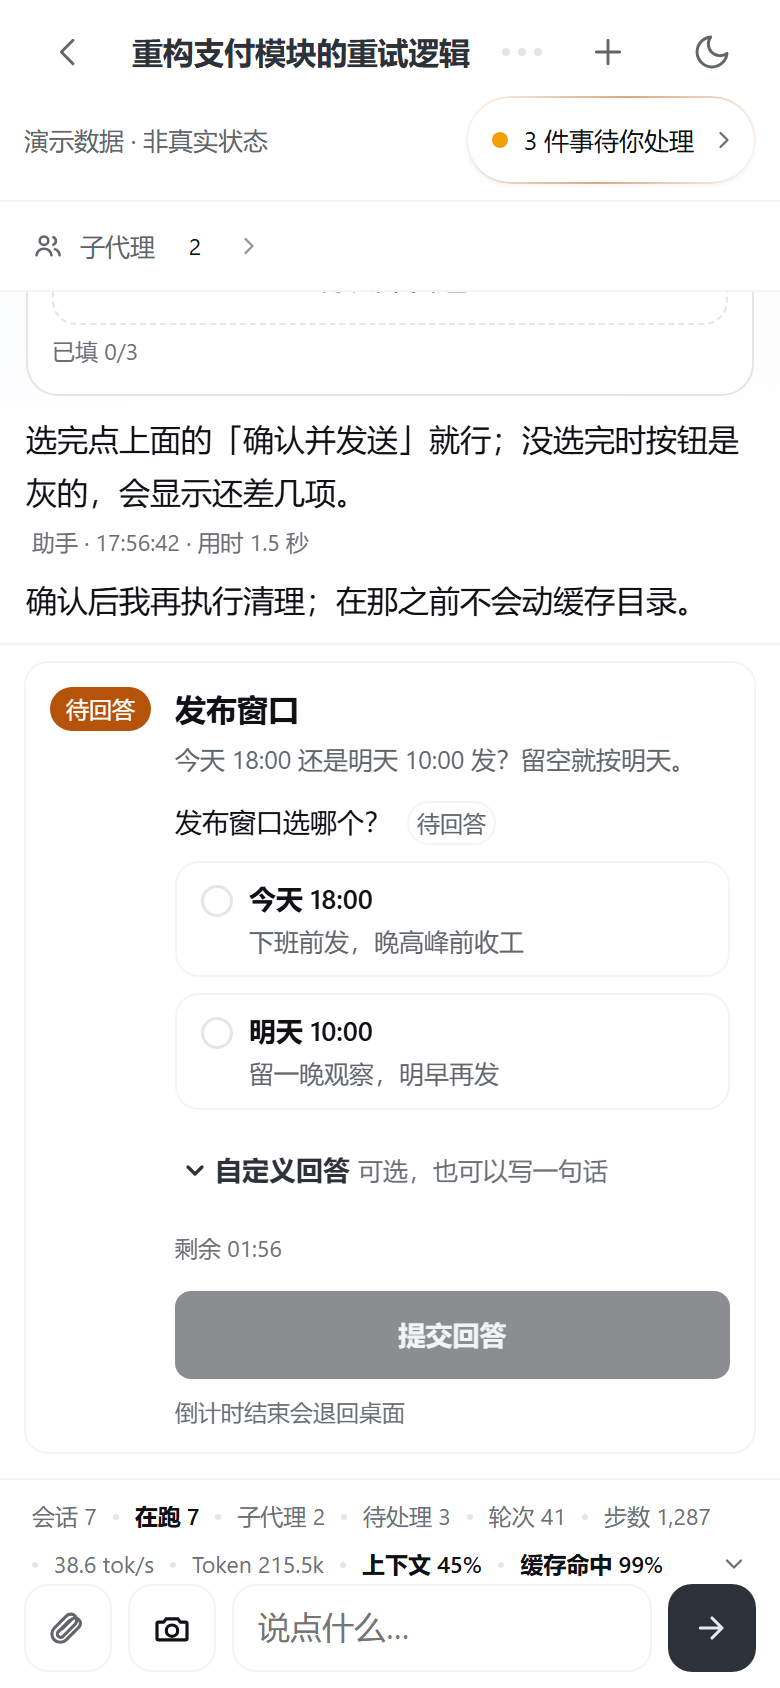 重构支付模块的重试逻辑
演示数据 · 非真实状态
3 件事待你处理
子代理 2
已填 0/3
选完点上面的「确认并发送」就行；没选完时按钮是
灰的，会显示还差几项。
助手 · 17:56:42 · 用时 1.5 秒
确认后我再执行清理；在那之前不会动缓存目录。
待回答 发布窗口
今天 18:00 还是明天 10:00 发？留空就按明天。
发布窗口选哪个？ 待回答
今天 18:00
下班前发，晚高峰前收工
明天 10:00
留一晚观察，明早再发
自定义回答 可选，也可以写一句话
剩余 01:56
提交回答
倒计时结束会退回桌面
会话 7 · 在跑 7 · 子代理 2 · 待处理 3 · 轮次 41 · 步数 1,287
· 38.6 tok/s · Token 215.5k · 上下文 45% · 缓存命中 99%
说点什么...